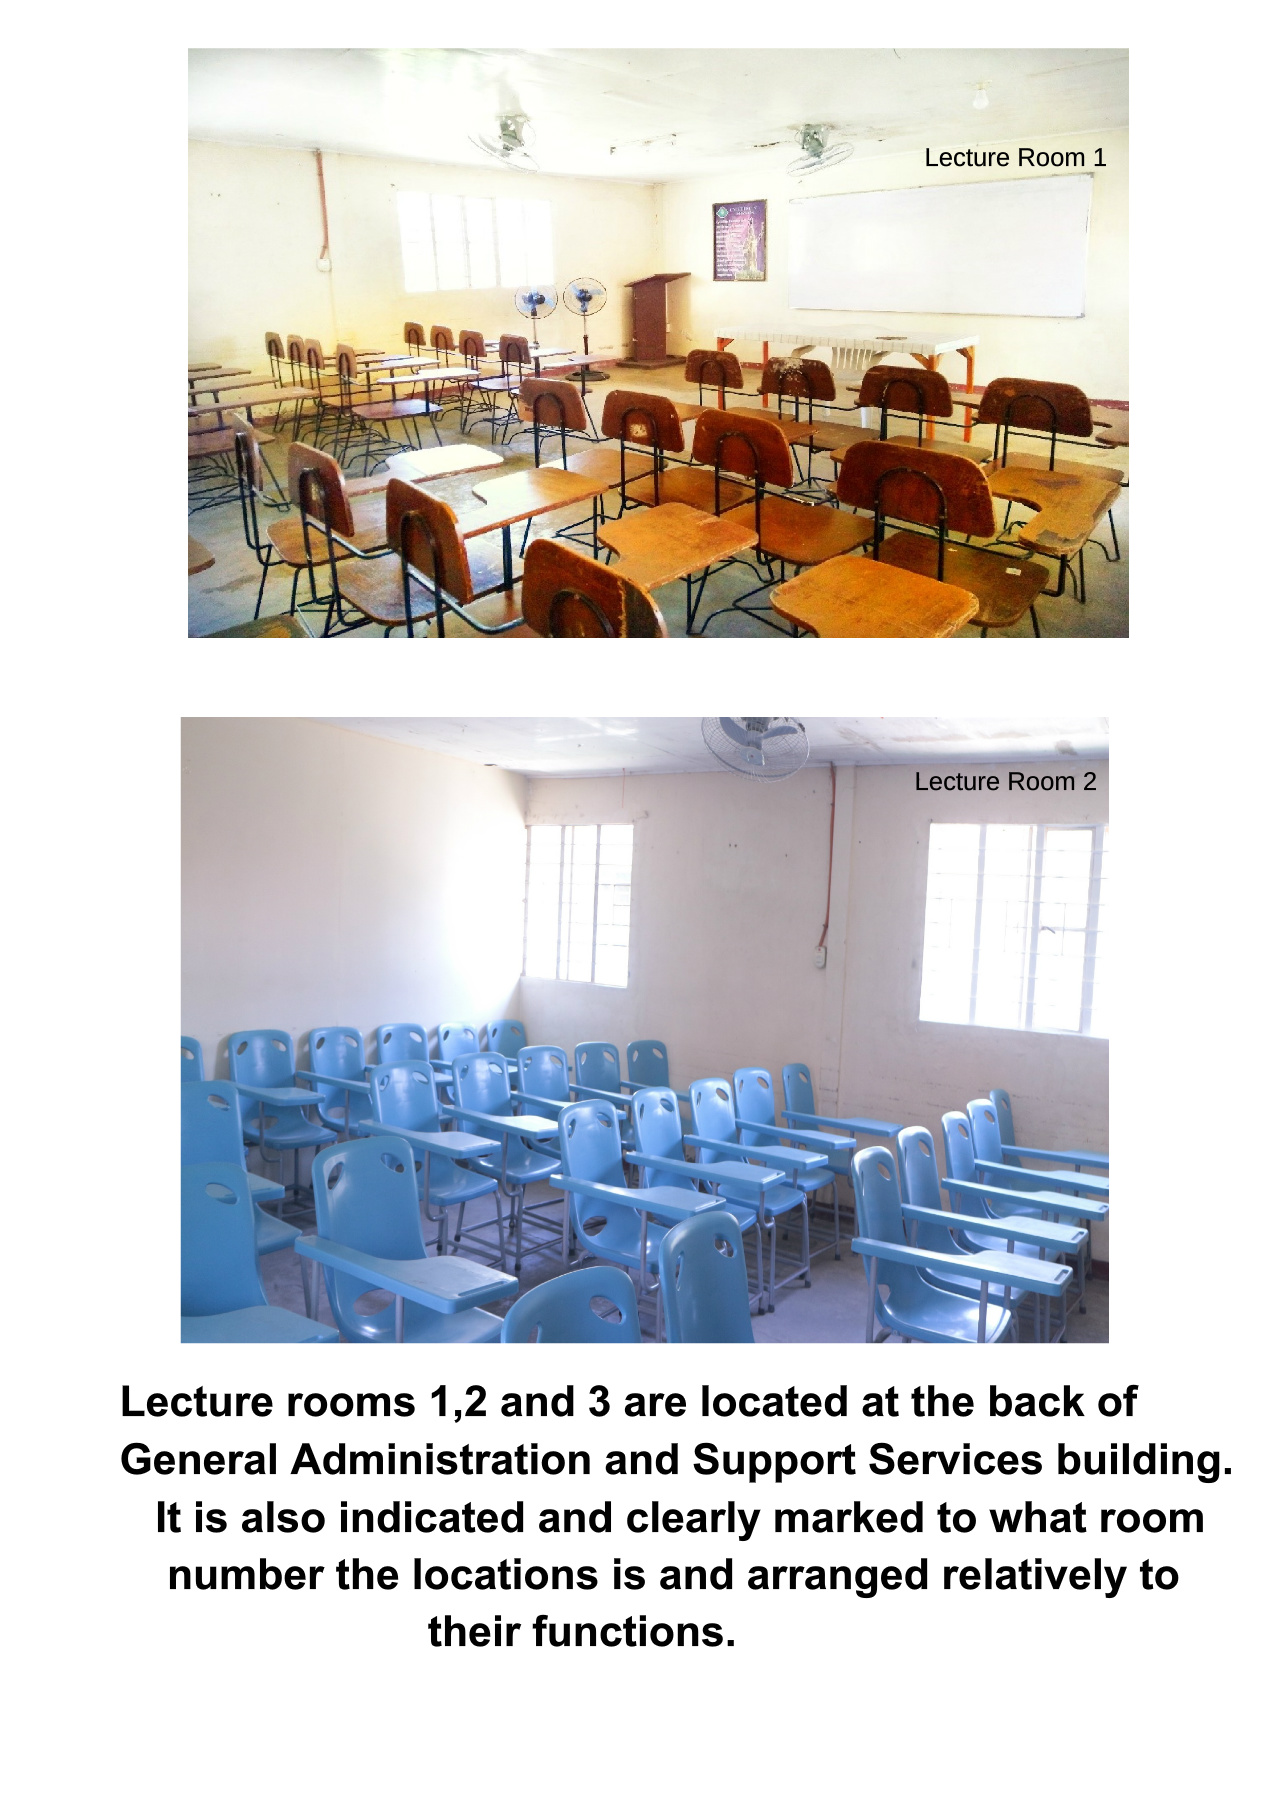 Lecture Room 1
Lecture Room 2
Lecture rooms 1,2 and 3 are located at the back of
General Administration and Support Services building.
It is also indicated and clearly marked to what room
number the locations is and arranged relatively to
their functions.